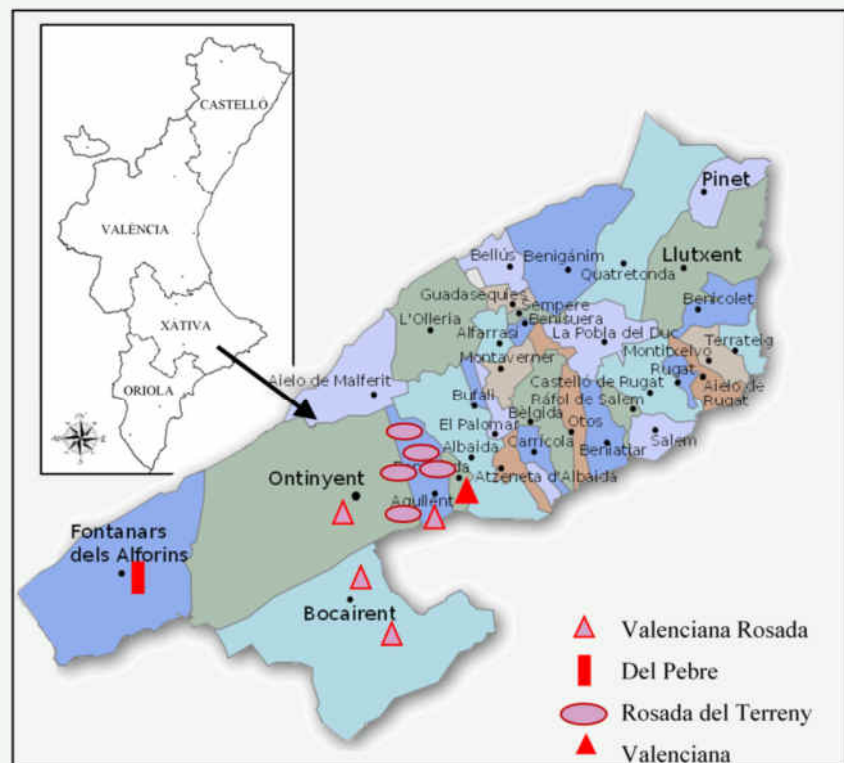 CASTELLÓ
VALÈNCIA
XÀTIVA
ORIOLA
Pinet
Llutxent
Bellús
Benigánim
Quatretonda
Guadasequies
Sempere
Benicolet
Benisuera
L'Olleria
Alfarrasi
La Pobla del Duc
Terrateig
Montaverner
Montitxelvo
Rugat
Aielo de Malferit
Castelló de Rugat
Aielo de
Rugat
Bufali
Ráfol de Salem
Bèlgida
Otos
El Palomar
Salem
Albaida
Carrícola
Beniatjar
Atzeneta d'Albaida
Ontinyent
Agullent
Fontanars
dels Alforins
Bocairent
Valenciana Rosada
Del Pebre
Rosada del Terreny
Valenciana